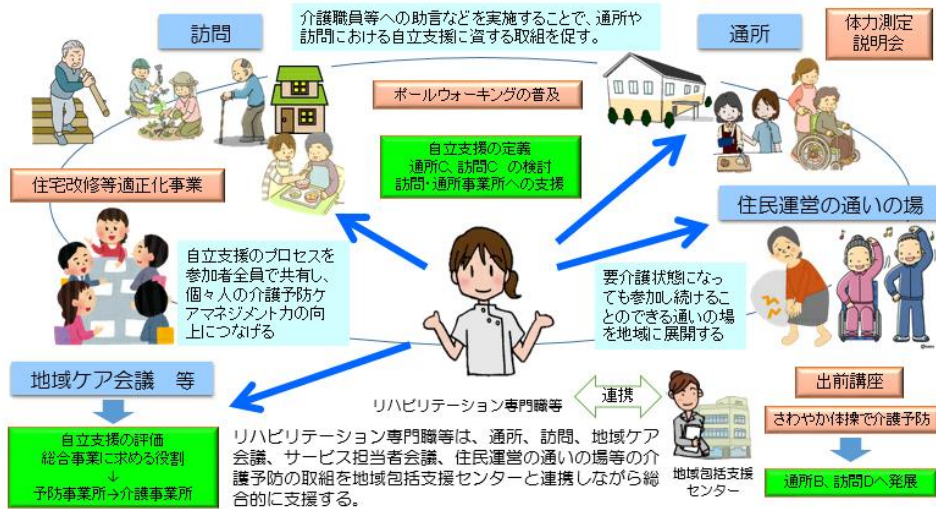 訪問
介護職員等への助言などを実施することで、通所や
訪問における自立支援に資する取組を促す。
通所
体力測定
説明会
ポールウォーキングの普及
自立支援の定義
通所C、訪問C の検討
訪問・通所事業所への支援
住宅改修等適正化事業
住民運営の通いの場
自立支援のプロセスを
参加者全員で共有し、
個々人の介護予防ケ
アマネジメント力の向
上につなげる
要介護状態になっ
ても参加し続けるこ
とのできる通いの場
を地域に展開する
地域ケア会議 等
自立支援の評価
総合事業に求める役割
↓
予防事業所→介護事業所
リハビリテーション専門職等
連携
地域包括支援
センター
リハビリテーション専門職等は、通所、訪問、地域ケア
会議、サービス担当者会議、住民運営の通いの場等の介
護予防の取組を地域包括支援センターと連携しながら総
合的に支援する。
出前講座
さわやか体操で介護予防
通所B、訪問Dへ発展